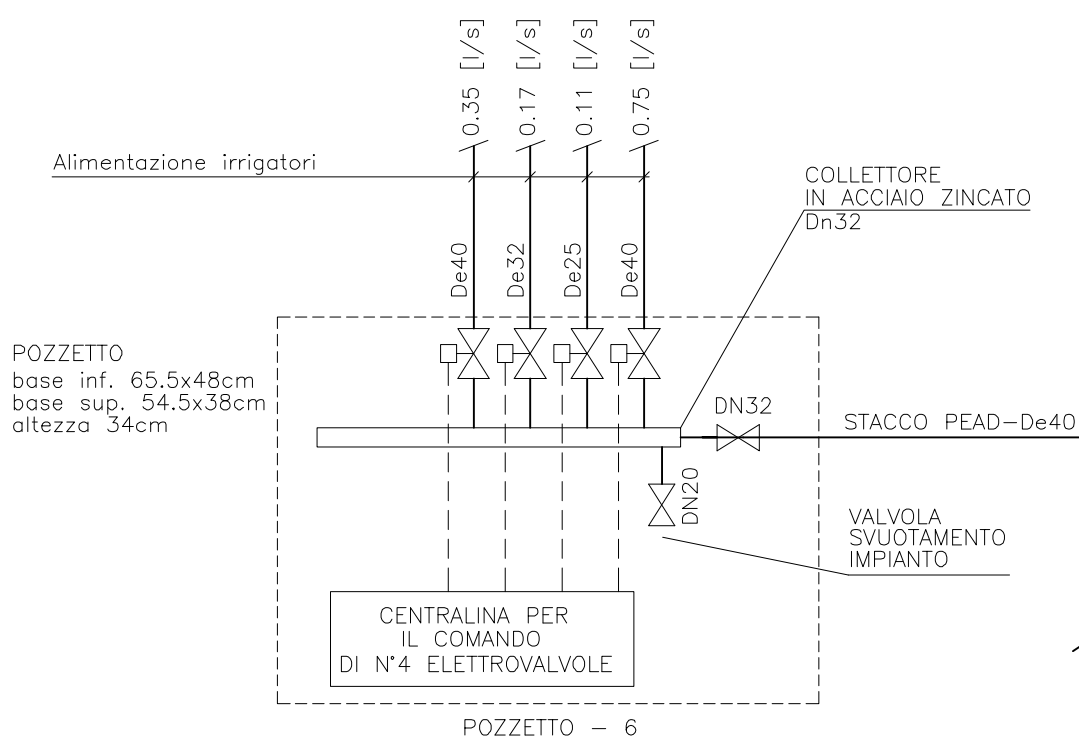 0.35 [l/s]
0.17 [l/s]
0.11 [l/s]
0.75 [l/s]
Alimentazione irrigatori
COLLETTORE
IN ACCIAIO ZINCATO
Dn32
De40
De32
De25
De40
POZZETTO
base inf. 65.5x48cm
base sup. 54.5x38cm
altezza 34cm
DN32
STACCO PEAD-De40
DN20
VALVOLA
SVUOTAMENTO
IMPIANTO
CENTRALINA PER
IL COMANDO
DI N°4 ELETTROVALVOLE
POZZETTO - 6